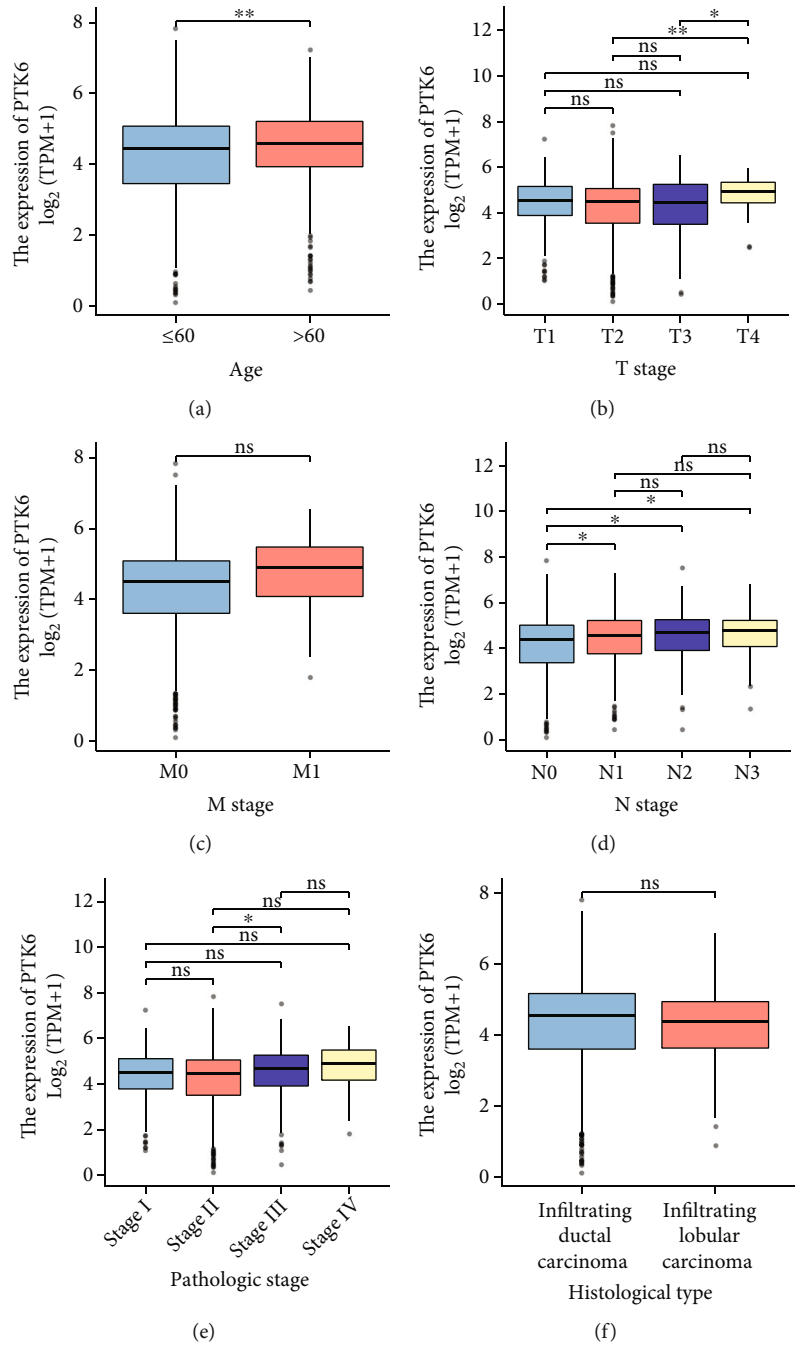 The expression of PTK6
log2 (TPM+1)
8
6
4
2
0
**
≤60
>60
Age
(a)
The expression of PTK6
log2 (TPM+1)
12
10
8
6
4
2
0
*
**
ns
ns
ns
ns
T1
T2
T3
T4
T stage
(b)
The expression of PTK6
log2 (TPM+1)
8
6
4
2
0
ns
M0
M1
M stage
(c)
The expression of PTK6
log2 (TPM+1)
12
10
8
6
4
2
0
ns
ns
ns
*
*
*
N0
N1
N2
N3
N stage
(d)
The expression of PTK6
Log2 (TPM+1)
12
10
8
6
4
2
0
ns
ns
*
ns
ns
ns
Stage I
Stage II
Stage III
Stage IV
Pathologic stage
(e)
The expression of PTK6
log2 (TPM+1)
8
6
4
2
0
ns
Infiltrating
ductal
carcinoma
Infiltrating
lobular
carcinoma
Histological type
(f)